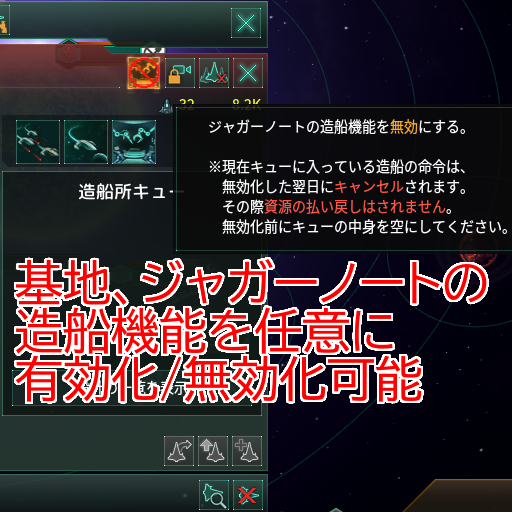 32 8.2K
ジャガーノートの造船機能を無効にする。
※現在キューに入っている造船の命令は、
無効化した翌日にキャンセルされます。
その際資源の払い戻しはされません。
無効化前にキューの中身を空にしてください。
造船所キュー
基地、ジャガーノートの
造船機能を任意に
有効化/無効化可能